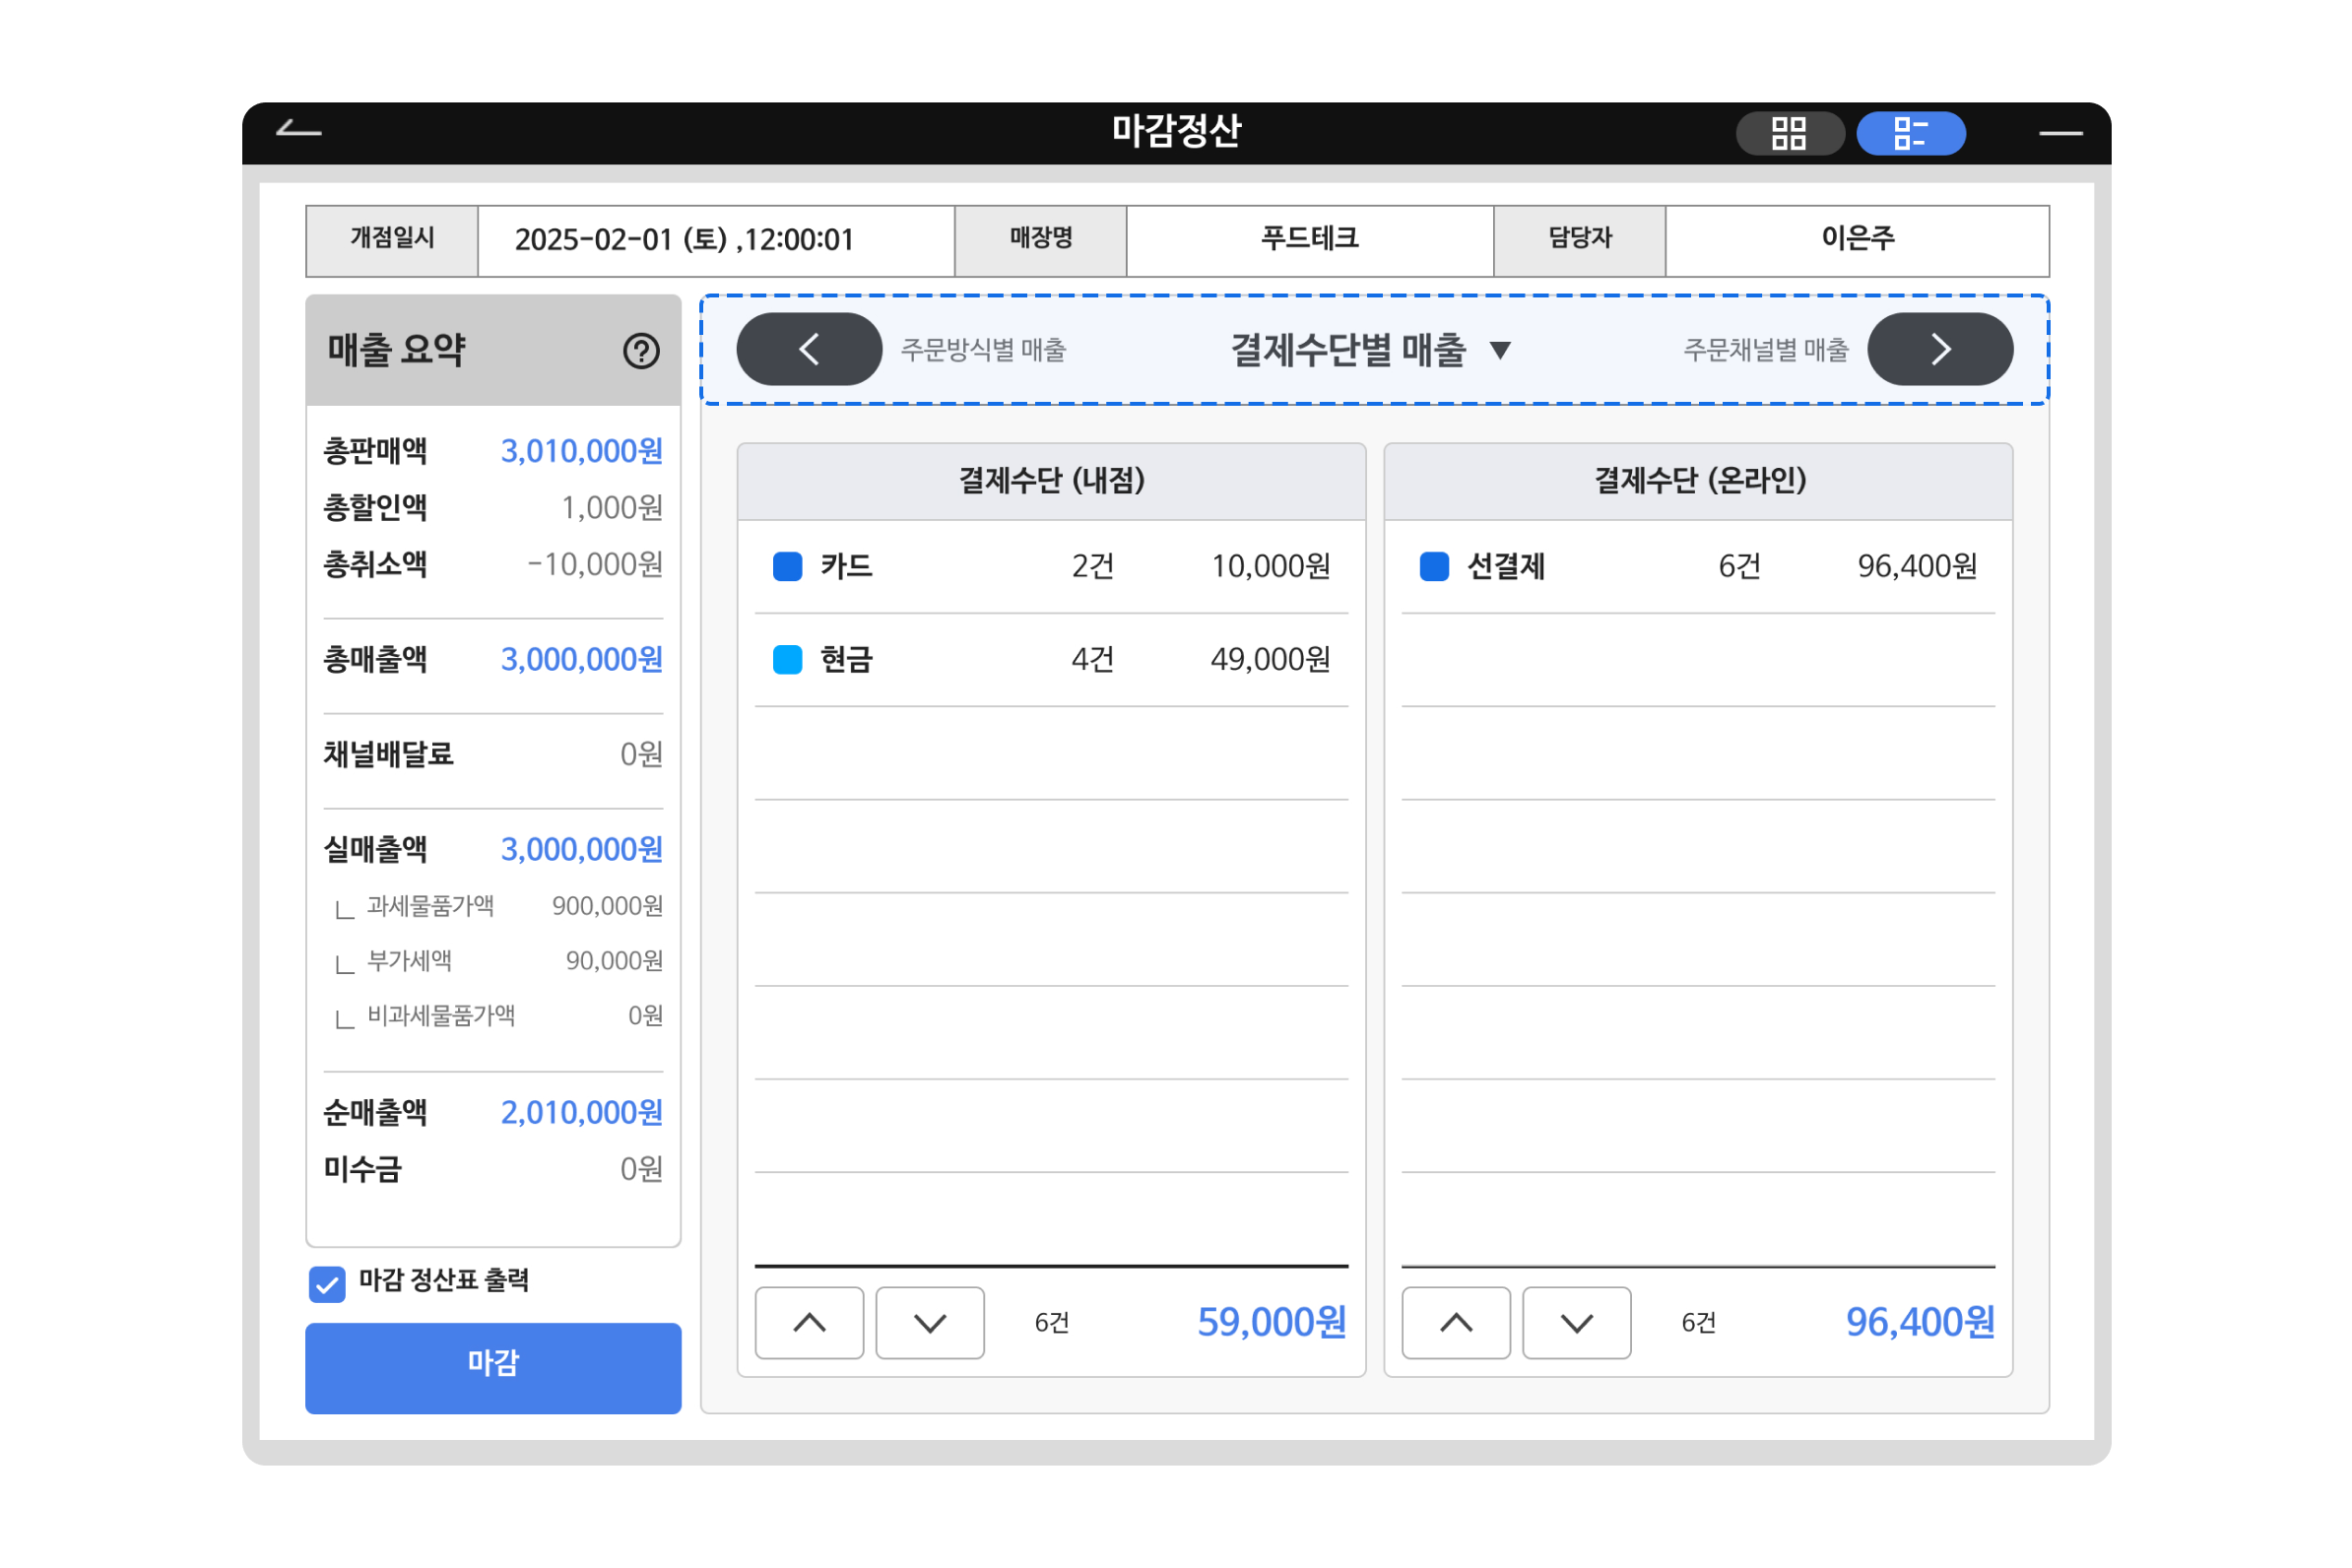 마감정산
개점일시 2025-02-01 (토) ,12:00:01 매장명 푸드테크 담당자 이은주
매출 요약 ?
총판매액 3,010,000원
총할인액 1,000원
총취소액 -10,000원
총매출액 3,000,000원
채널배달료 0원
실매출액 3,000,000원
과세물품가액 900,000원
부가세액 90,000원
비과세물품가액 0원
순매출액 2,010,000원
미수금 0원
마감 정산표 출력
마감
주문방식별 매출 결제수단별 매출 ▼ 주문채널별 매출
결제수단 (내점)
카드 2건 10,000원
현금 4건 49,000원
6건 59,000원
결제수단 (온라인)
선결제 6건 96,400원
6건 96,400원